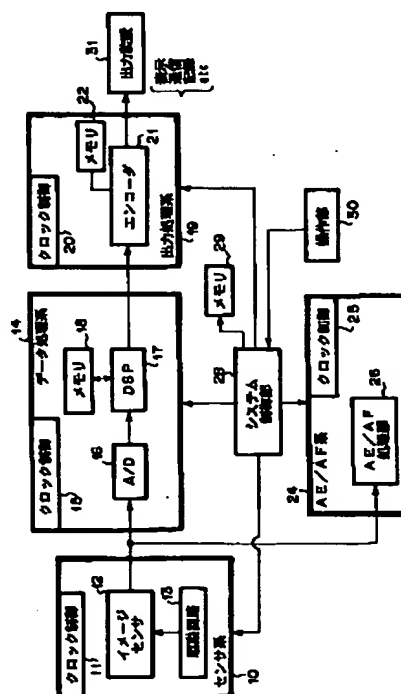 クロック制御
11
イメージ
センサ
12
駆動回路
13
センサ系
10
14
データ処理系
クロック制御
15
A/D
16
DSP
17
メモリ
18
クロック制御
20
メモリ
22
エンコーダ
21
出力処理系
19
出力装置
31
表示
通信
記録
etc
システム
制御部
28
メモリ
29
操作部
30
24
AE/AF系
クロック制御
25
AE/AF
処理部
26